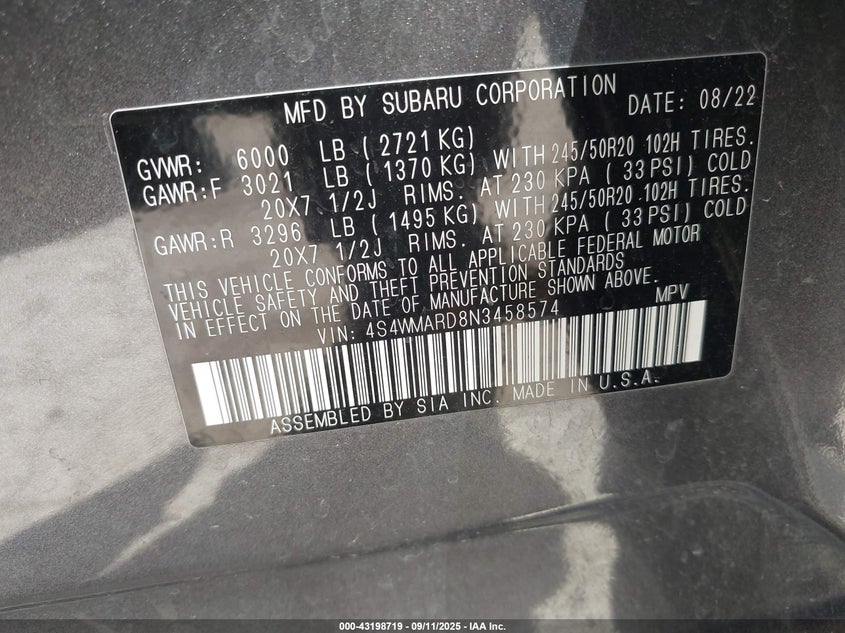 MFD BY SUBARU CORPORATION DATE: 08/22
GVWR: 6000 LB (2721 KG)
GAWR:F 3021 LB (1370 KG) WITH 245/50R20 102H TIRES.
20X7 1/2J RIMS. AT 230 KPA (33 PSI) COLD
GAWR:R 3296 LB (1495 KG) WITH 245/50R20 102H TIRES.
20X7 1/2J RIMS. AT 230 KPA (33 PSI) COLD
THIS VEHICLE CONFORMS TO ALL APPLICABLE FEDERAL MOTOR
VEHICLE SAFETY AND THEFT PREVENTION STANDARDS
IN EFFECT ON THE DATE OF MANUFACTURE SHOWN ABOVE.
VIN: 4S4WMARD8N3458574 MPV
ASSEMBLED BY SIA INC. MADE IN U.S.A.
000-43198719 - 09/11/2025 - IAA Inc.